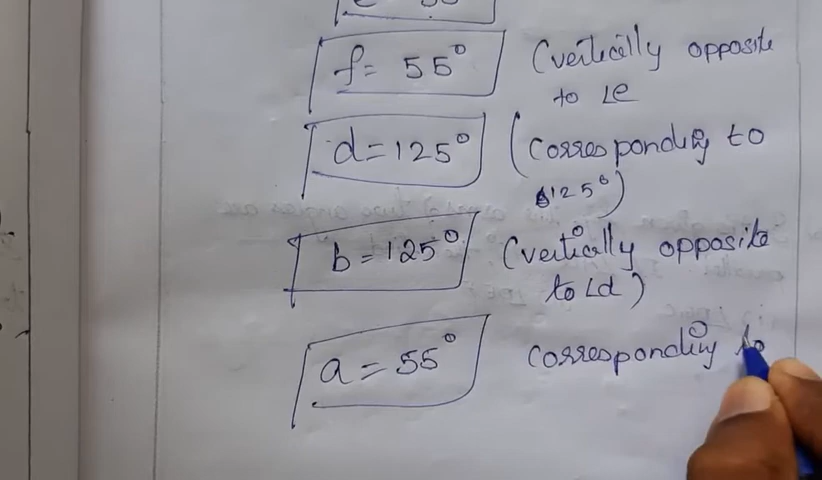 f = 55° (vertically opposite
to ∠e
d = 125° (corresponding to
125°)
b = 125° (vertically opposite
to ∠d)
a = 55° corresponding to